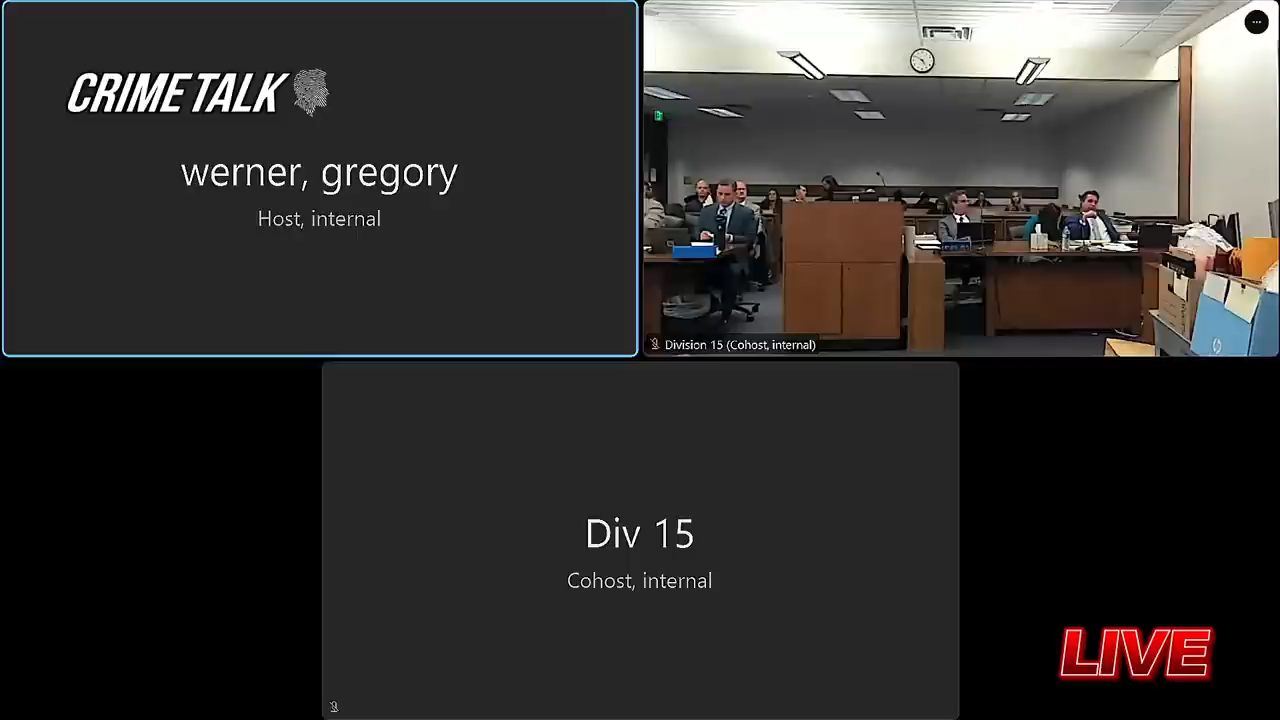 CRIME TALK
werner, gregory
Host, internal
Division 15 (Cohost, internal)
Div 15
Cohost, internal
LIVE